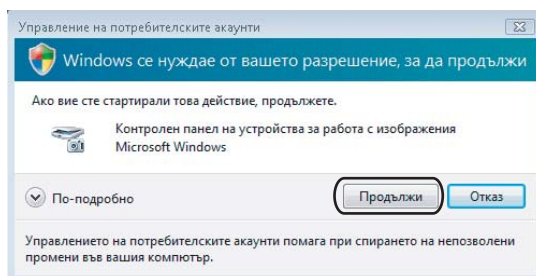 Управление на потребителските акаунти
Windows се нуждае от вашето разрешение, за да продължи
Ако вие сте стартирали това действие, продължете.
Контролен панел на устройства за работа с изображения
Microsoft Windows
По-подробно
Продължи
Отказ
Управлението на потребителските акаунти помага при спирането на непозволени
промени във вашия компютър.